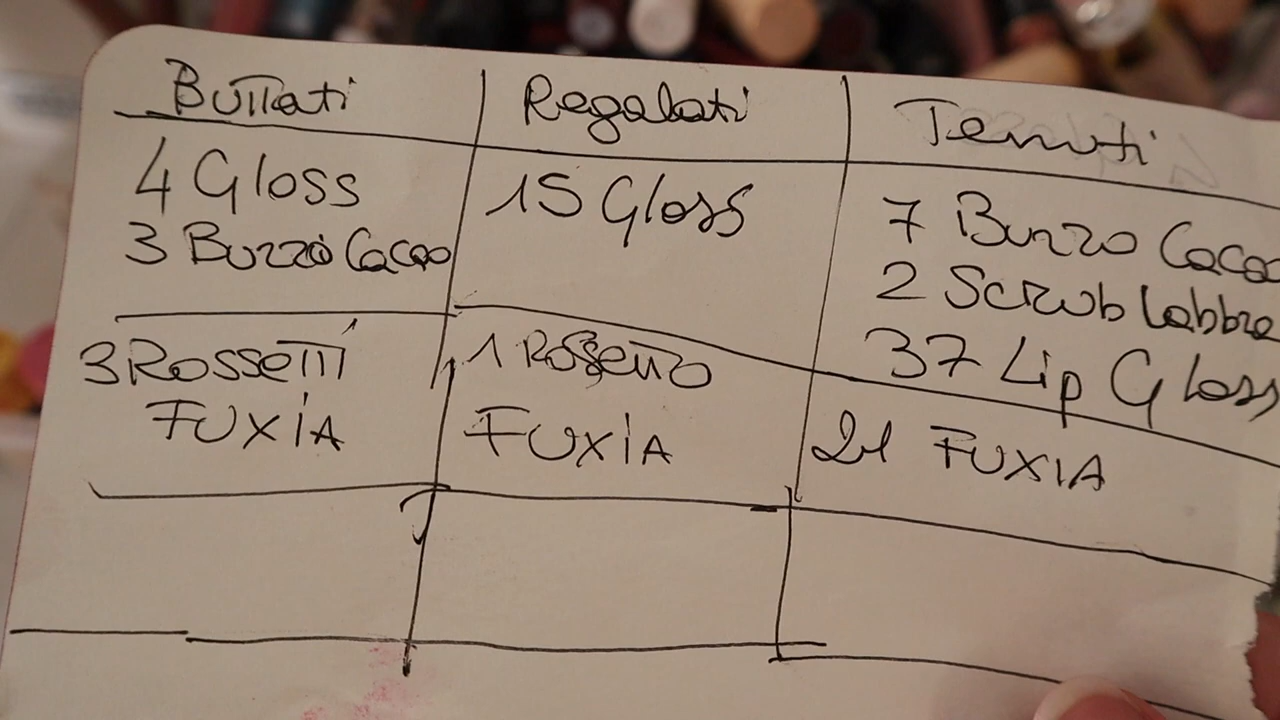 Buttati
Regalati
Tenuti
4 Gloss
3 Burro Cacao
15 Gloss
7 Burro Cacao
2 Scrub labbra
37 Lip Gloss
3 Rossetti
FUXIA
1 Rossetto
FUXIA
21 FUXIA